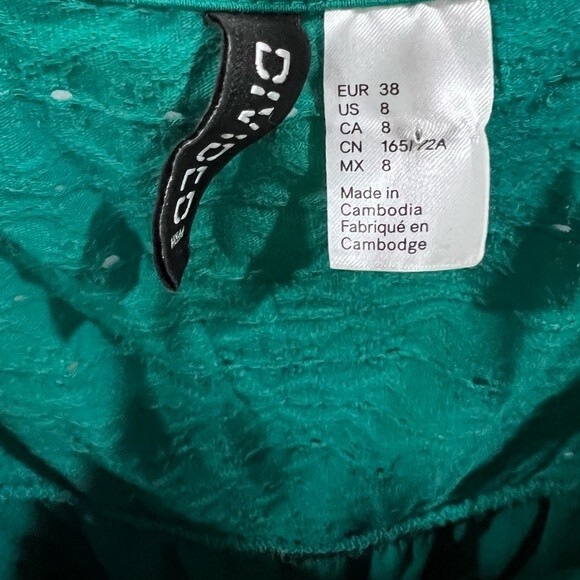 DIVIDED
EUR 38
US 8
CA 8
CN 165/72A
MX 8
Made in
Cambodia
Fabriqué en
Cambodge